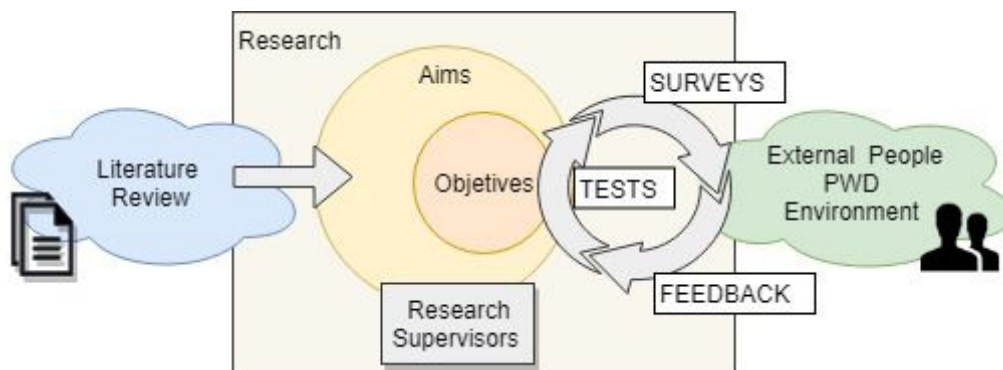 Research
Aims
SURVEYS
Literature
Review
Objetives
TESTS
External People
PWD
Environment
FEEDBACK
Research
Supervisors